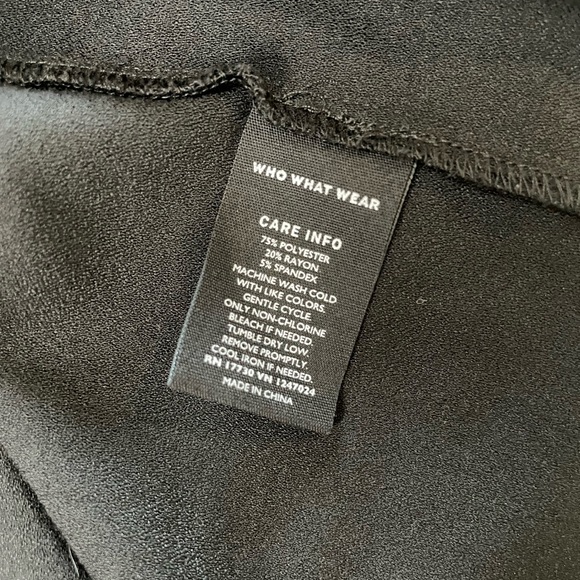 WHO WHAT WEAR
CARE INFO
75% POLYESTER
20% RAYON
5% SPANDEX
MACHINE WASH COLD
WITH LIKE COLORS.
GENTLE CYCLE.
ONLY NON-CHLORINE
BLEACH IF NEEDED.
TUMBLE DRY LOW.
REMOVE PROMPTLY.
COOL IRON IF NEEDED.
RN 17730 VN 1247024
MADE IN CHINA